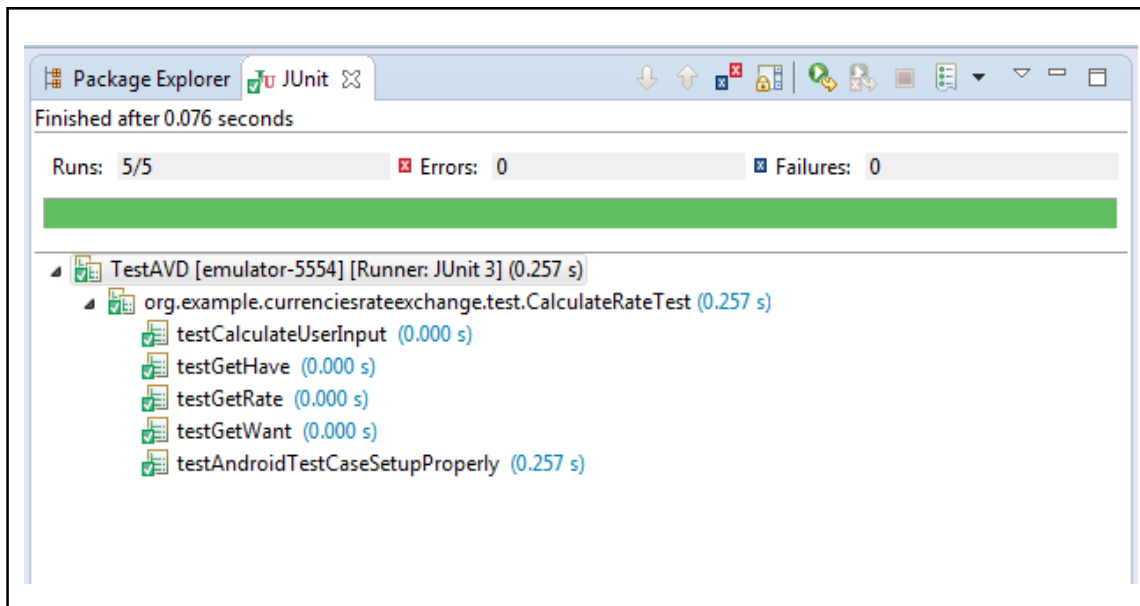 Package Explorer JUnit
Finished after 0.076 seconds
Runs: 5/5 Errors: 0 Failures: 0
TestAVD [emulator-5554] [Runner: JUnit 3] (0.257 s)
org.example.currenciesrateexchange.test.CalculateRateTest (0.257 s)
testCalculateUserInput (0.000 s)
testGetHave (0.000 s)
testGetRate (0.000 s)
testGetWant (0.000 s)
testAndroidTestCaseSetupProperly (0.257 s)